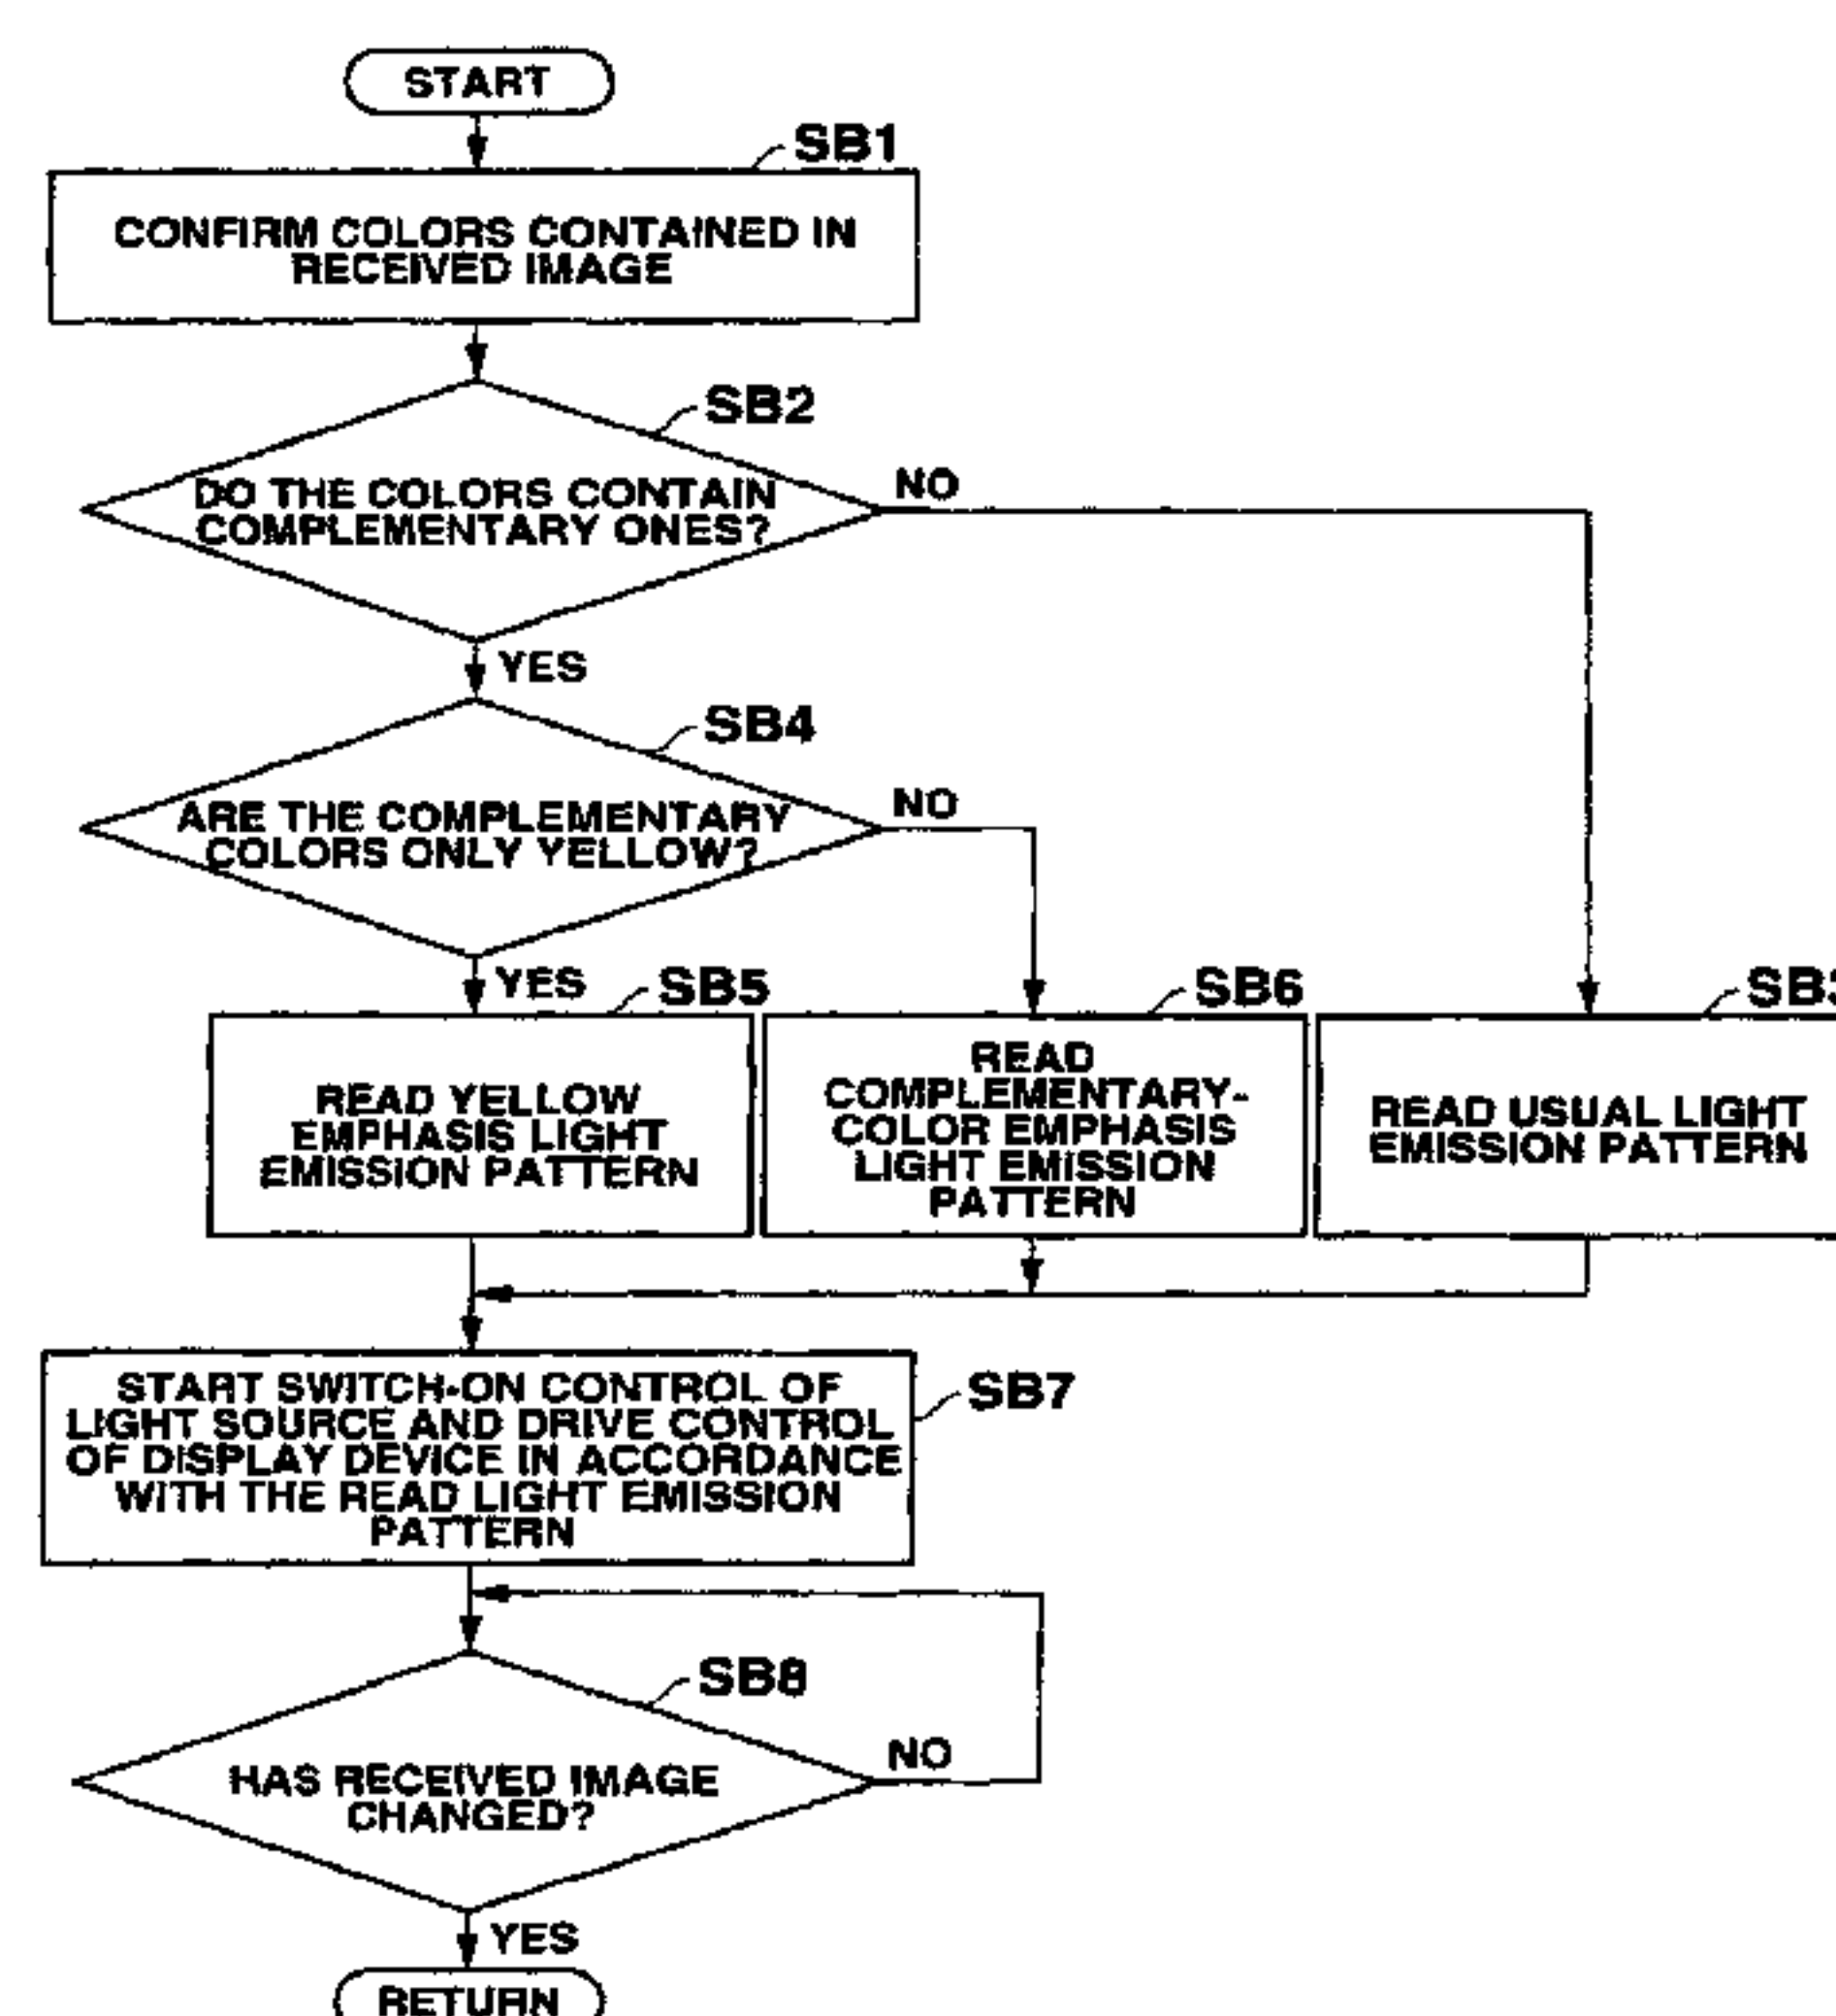 START
SB1
CONFIRM COLORS CONTAINED IN
RECEIVED IMAGE
SB2
DO THE COLORS CONTAIN
COMPLEMENTARY ONES?
NO
YES
SB4
ARE THE COMPLEMENTARY
COLORS ONLY YELLOW?
NO
YES
SB5
READ YELLOW
EMPHASIS LIGHT
EMISSION PATTERN
SB6
READ
COMPLEMENTARY-
COLOR EMPHASIS
LIGHT EMISSION
PATTERN
SB3
READ USUAL LIGHT
EMISSION PATTERN
SB7
START SWITCH-ON CONTROL OF
LIGHT SOURCE AND DRIVE CONTROL
OF DISPLAY DEVICE IN ACCORDANCE
WITH THE READ LIGHT EMISSION
PATTERN
SB8
HAS RECEIVED IMAGE
CHANGED?
NO
YES
RETURN